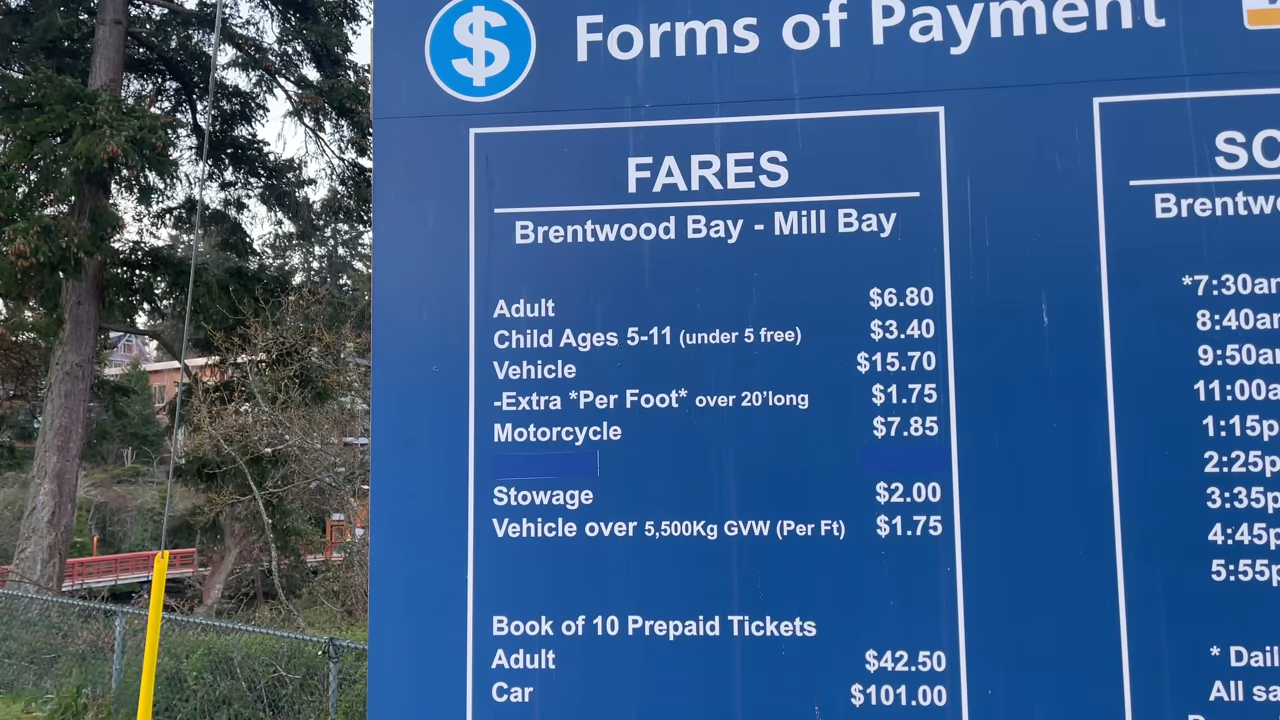 $ Forms of Payment
FARES
Brentwood Bay - Mill Bay
Adult $6.80
Child Ages 5-11 (under 5 free) $3.40
Vehicle $15.70
-Extra *Per Foot* over 20'long $1.75
Motorcycle $7.85
Stowage $2.00
Vehicle over 5,500Kg GVW (Per Ft) $1.75
Book of 10 Prepaid Tickets
Adult $42.50
Car $101.00
*7:30a
8:40a
9:50a
11:00a
1:15p
2:25p
3:35p
4:45p
5:55p
All